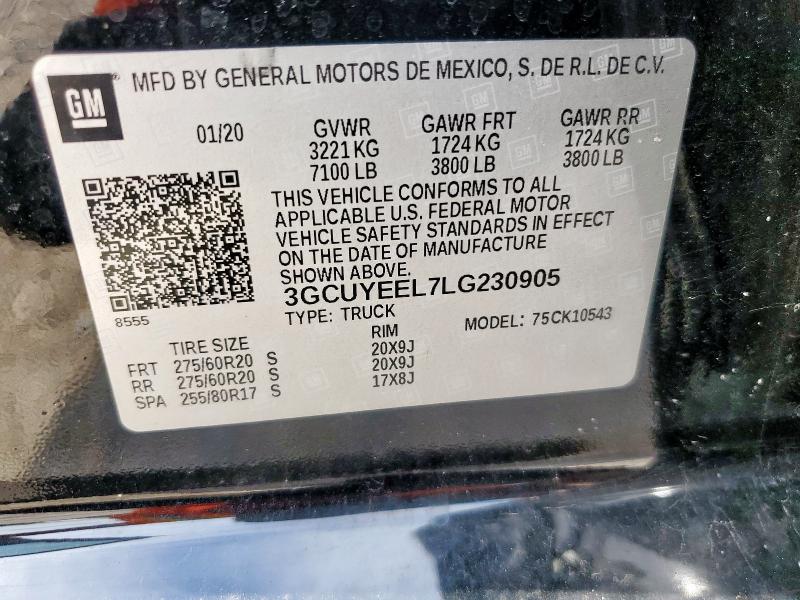 GM
MFD BY GENERAL MOTORS DE MEXICO, S. DE R.L. DE C.V.
01/20 GVWR GAWR FRT GAWR RR
3221 KG 1724 KG 1724 KG
7100 LB 3800 LB 3800 LB
THIS VEHICLE CONFORMS TO ALL
APPLICABLE U.S. FEDERAL MOTOR
VEHICLE SAFETY STANDARDS IN EFFECT
ON THE DATE OF MANUFACTURE
SHOWN ABOVE.
3GCUYEEL7LG230905
8555
TYPE: TRUCK MODEL: 75CK10543
TIRE SIZE RIM
FRT 275/60R20 S 20X9J
RR 275/60R20 S 20X9J
SPA 255/80R17 S 17X8J